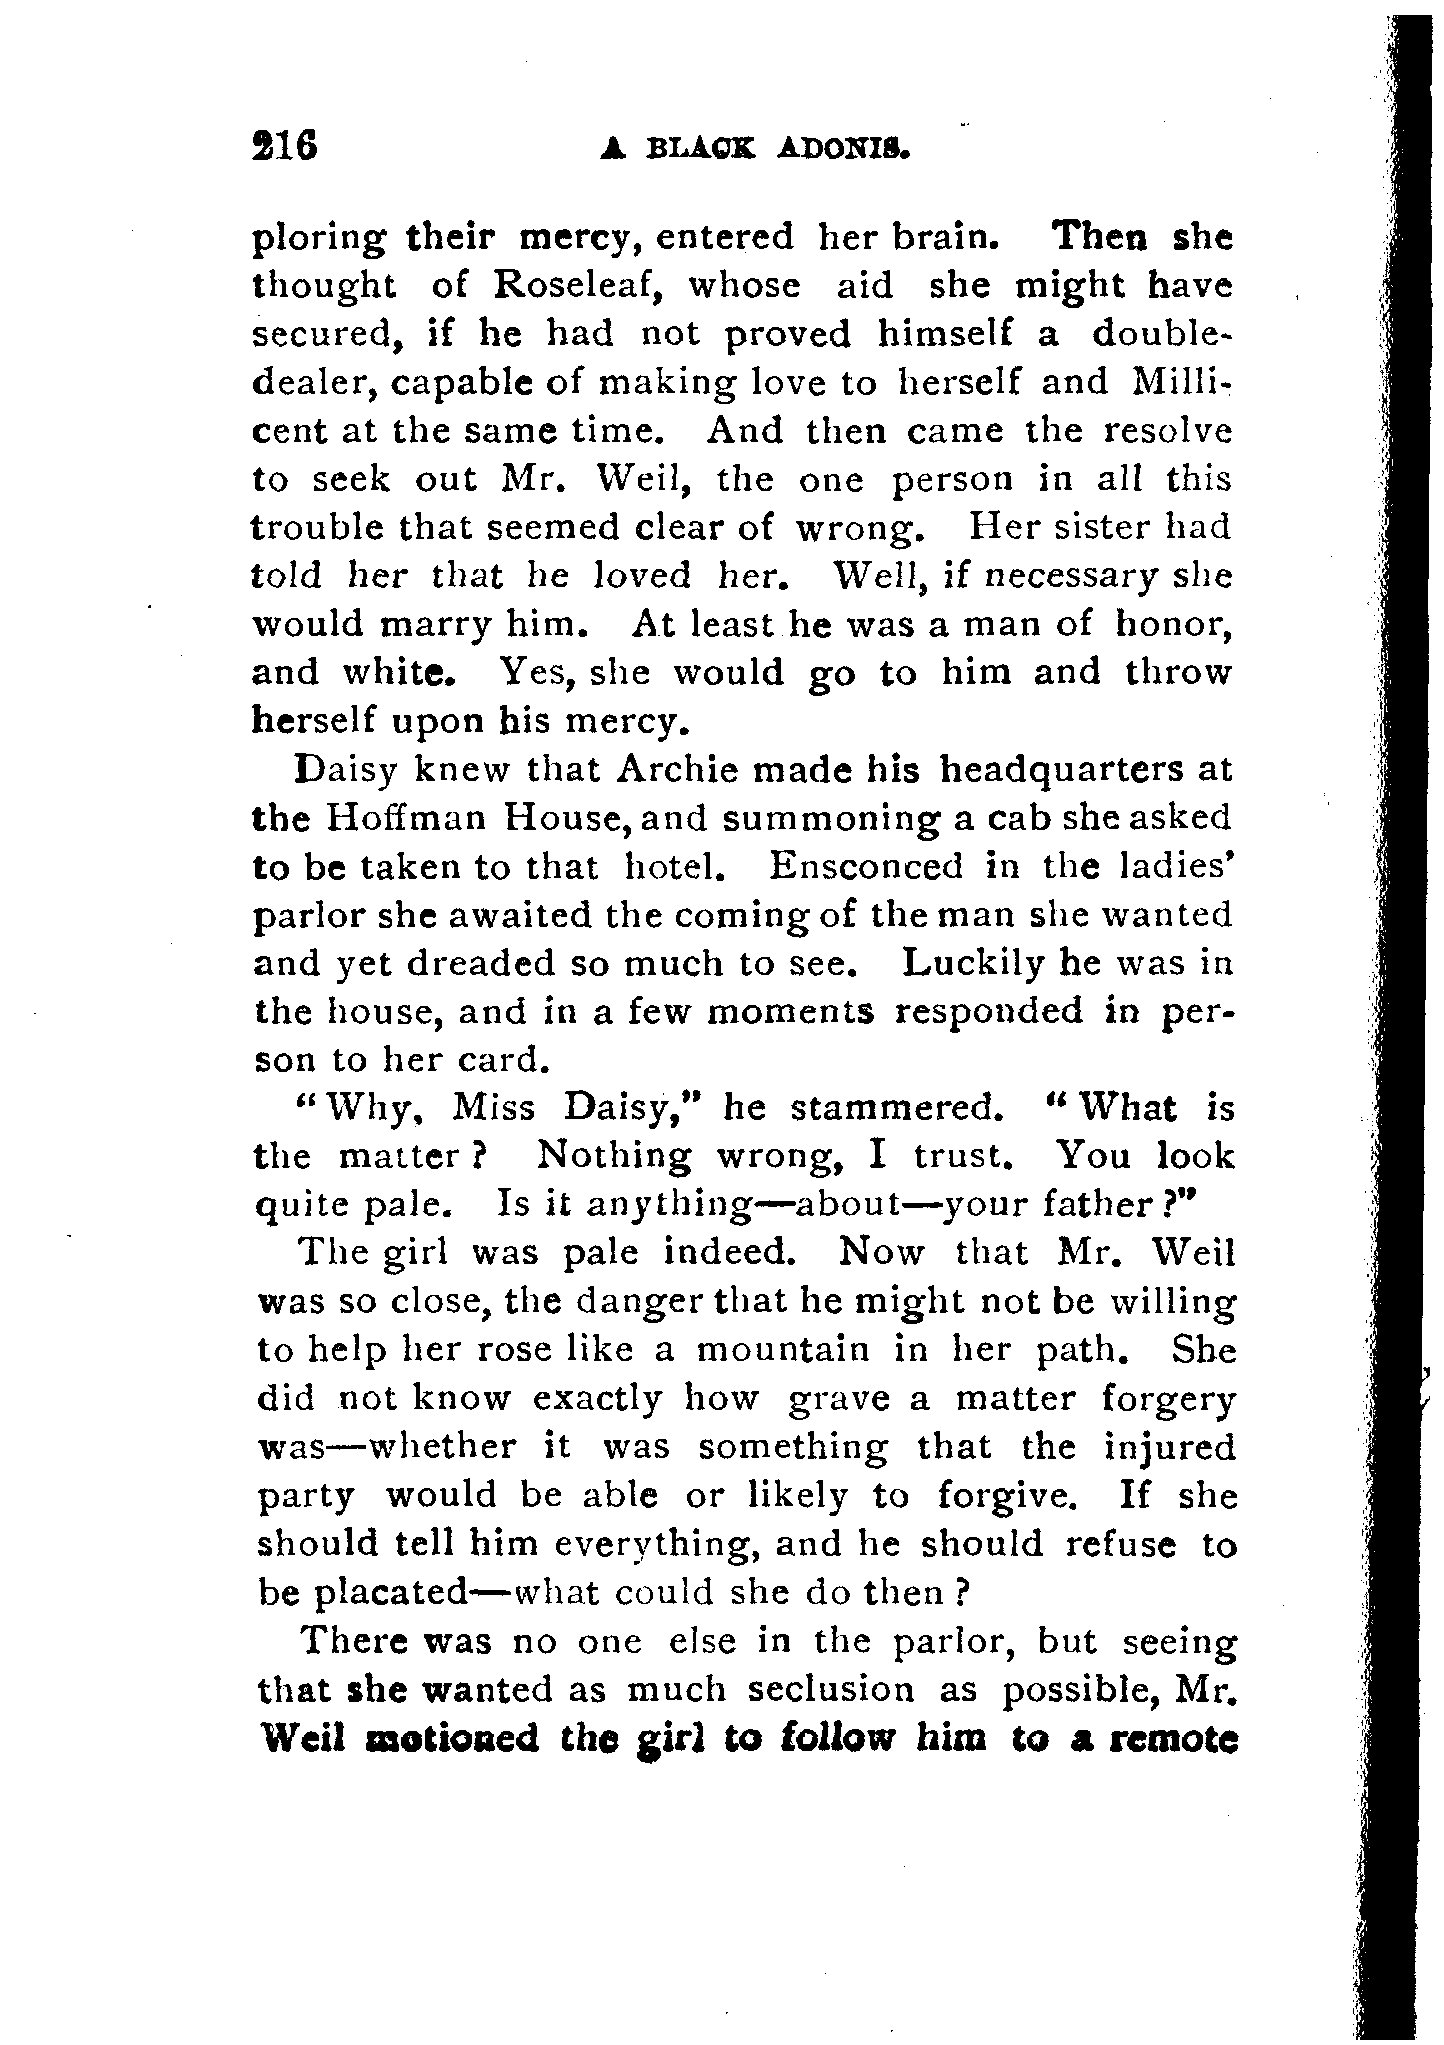 216 A BLACK ADONIS.
ploring their mercy, entered her brain. Then she
thought of Roseleaf, whose aid she might have
secured, if he had not proved himself a double-
dealer, capable of making love to herself and Milli-
cent at the same time. And then came the resolve
to seek out Mr. Weil, the one person in all this
trouble that seemed clear of wrong. Her sister had
told her that he loved her. Well, if necessary she
would marry him. At least he was a man of honor,
and white. Yes, she would go to him and throw
herself upon his mercy.
Daisy knew that Archie made his headquarters at
the Hoffman House, and summoning a cab she asked
to be taken to that hotel. Ensconced in the ladies'
parlor she awaited the coming of the man she wanted
and yet dreaded so much to see. Luckily he was in
the house, and in a few moments responded in per-
son to her card.
"Why, Miss Daisy," he stammered. "What is
the matter? Nothing wrong, I trust. You look
quite pale. Is it anything—about—your father?"
The girl was pale indeed. Now that Mr. Weil
was so close, the danger that he might not be willing
to help her rose like a mountain in her path. She
did not know exactly how grave a matter forgery
was—whether it was something that the injured
party would be able or likely to forgive. If she
should tell him everything, and he should refuse to
be placated—what could she do then?
There was no one else in the parlor, but seeing
that she wanted as much seclusion as possible, Mr.
Weil motioned the girl to follow him to a remote